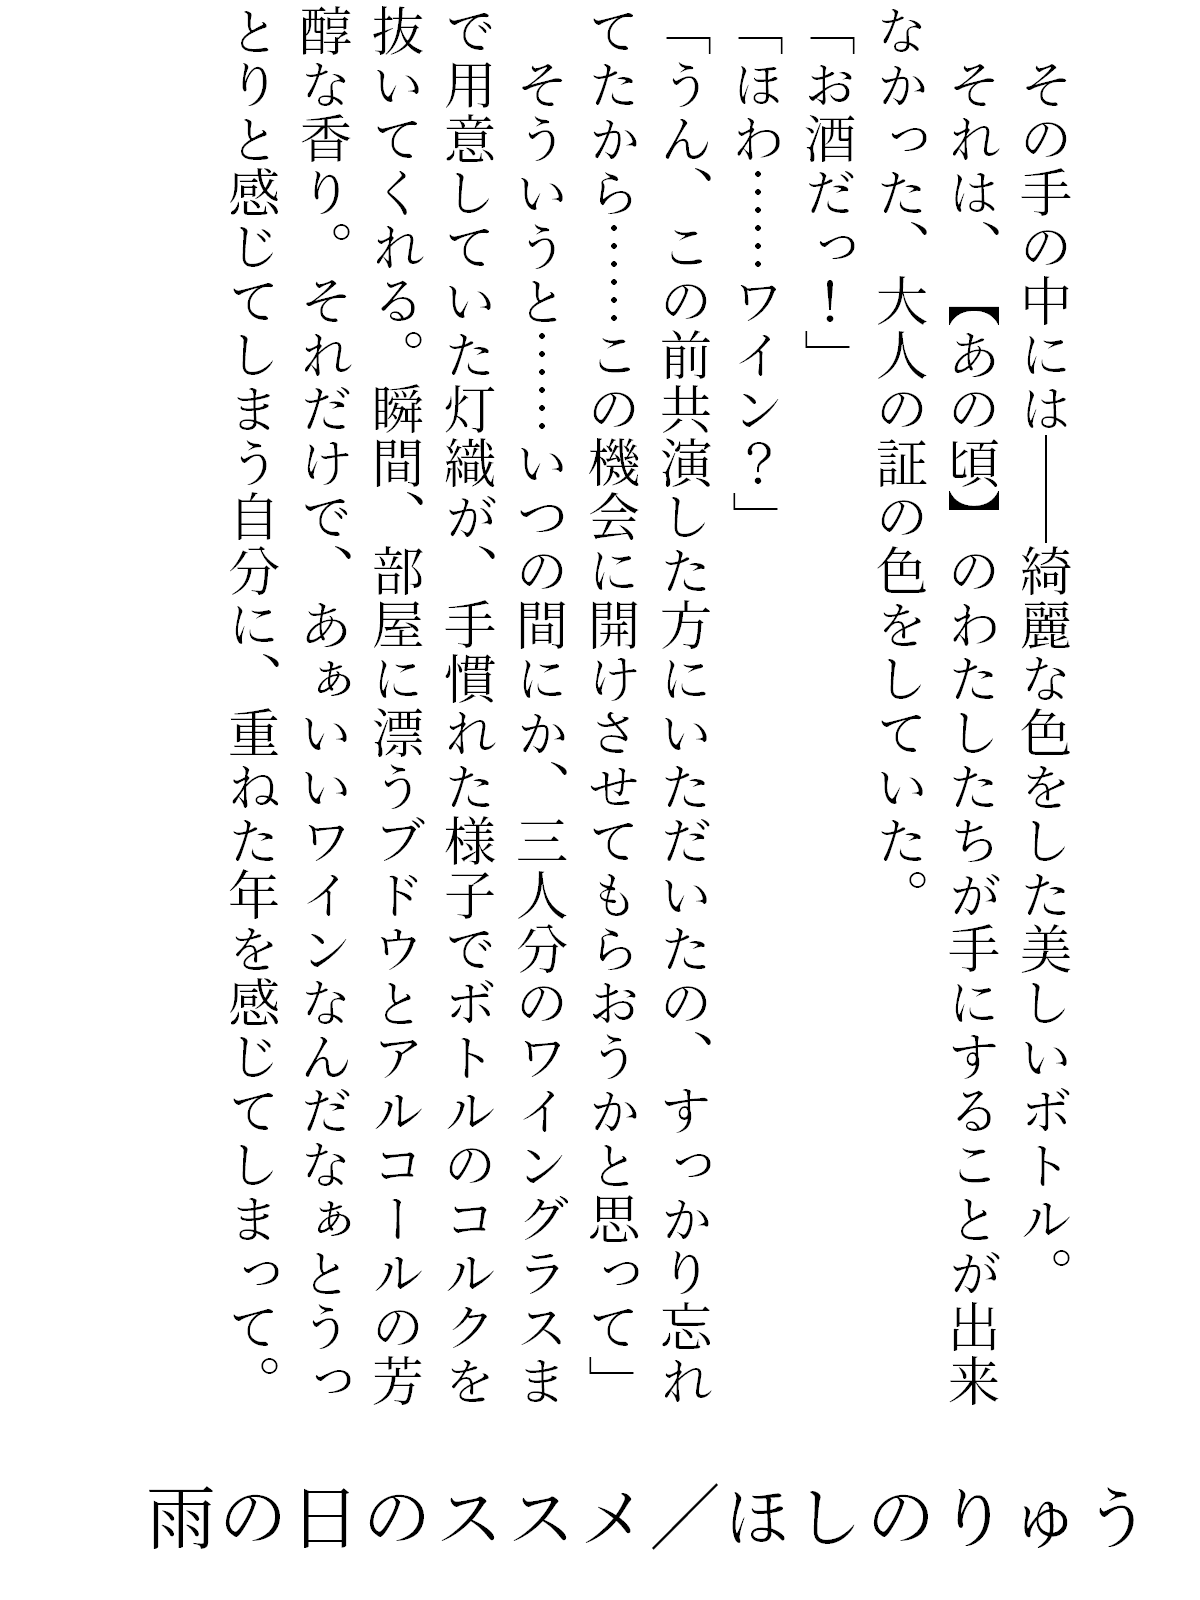 その手の中には――綺麗な色をした美しいボトル。
　それは、【あの頃】のわたしたちが手にすることが出来
なかった、大人の証の色をしていた。
「お酒だっ！」
「ほわ……ワイン？」
「うん、この前共演した方にいただいたの、すっかり忘れ
てたから……この機会に開けさせてもらおうかと思って」
　そういうと……いつの間にか、三人分のワイングラスま
で用意していた灯織が、手慣れた様子でボトルのコルクを
抜いてくれる。瞬間、部屋に漂うブドウとアルコールの芳
醇な香り。それだけで、あぁいいワインなんだなぁとうっ
とりと感じてしまう自分に、重ねた年を感じてしまって。
雨の日のススメ／ほしのりゅう